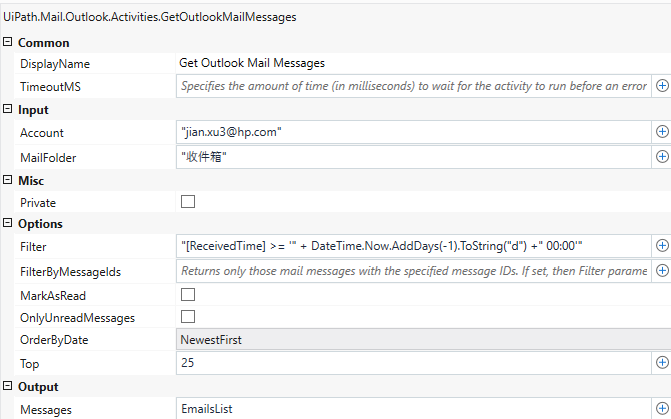 UiPath.Mail.Outlook.Activities.GetOutlookMailMessages
Common
DisplayName Get Outlook Mail Messages
TimeoutMS Specifies the amount of time (in milliseconds) to wait for the activity to run before an error
Input
Account "jian.xu3@hp.com"
MailFolder "收件箱"
Misc
Private
Options
Filter "[ReceivedTime] >= '" + DateTime.Now.AddDays(-1).ToString("d") +" 00:00'"
FilterByMessageIds Returns only those mail messages with the specified message IDs. If set, then Filter parame
MarkAsRead
OnlyUnreadMessages
OrderByDate NewestFirst
Top 25
Output
Messages EmailsList